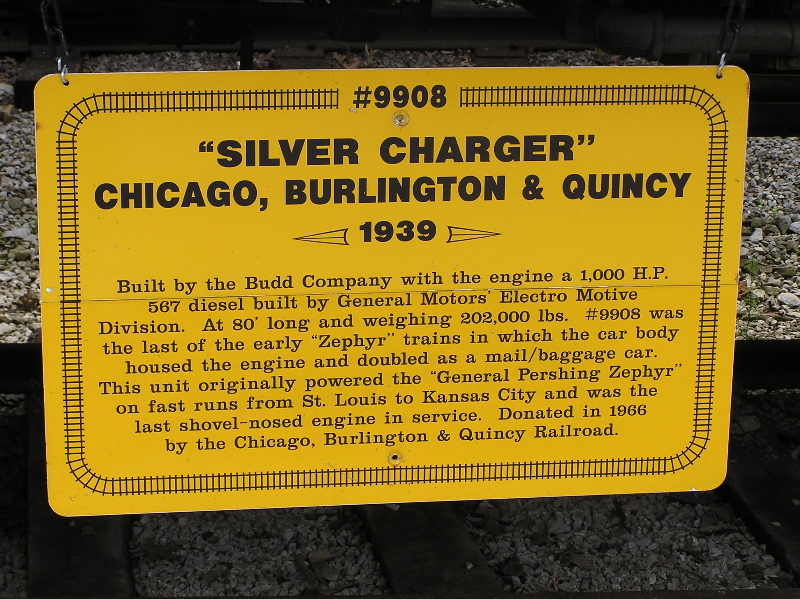 #9908
“SILVER CHARGER”
CHICAGO, BURLINGTON & QUINCY
1939
Built by the Budd Company with the engine a 1,000 H.P.
567 diesel built by General Motors' Electro Motive
Division. At 80' long and weighing 202,000 lbs. #9908 was
the last of the early “Zephyr” trains in which the car body
housed the engine and doubled as a mail/baggage car.
This unit originally powered the “General Pershing Zephyr”
on fast runs from St. Louis to Kansas City and was the
last shovel-nosed engine in service. Donated in 1966
by the Chicago, Burlington & Quincy Railroad.